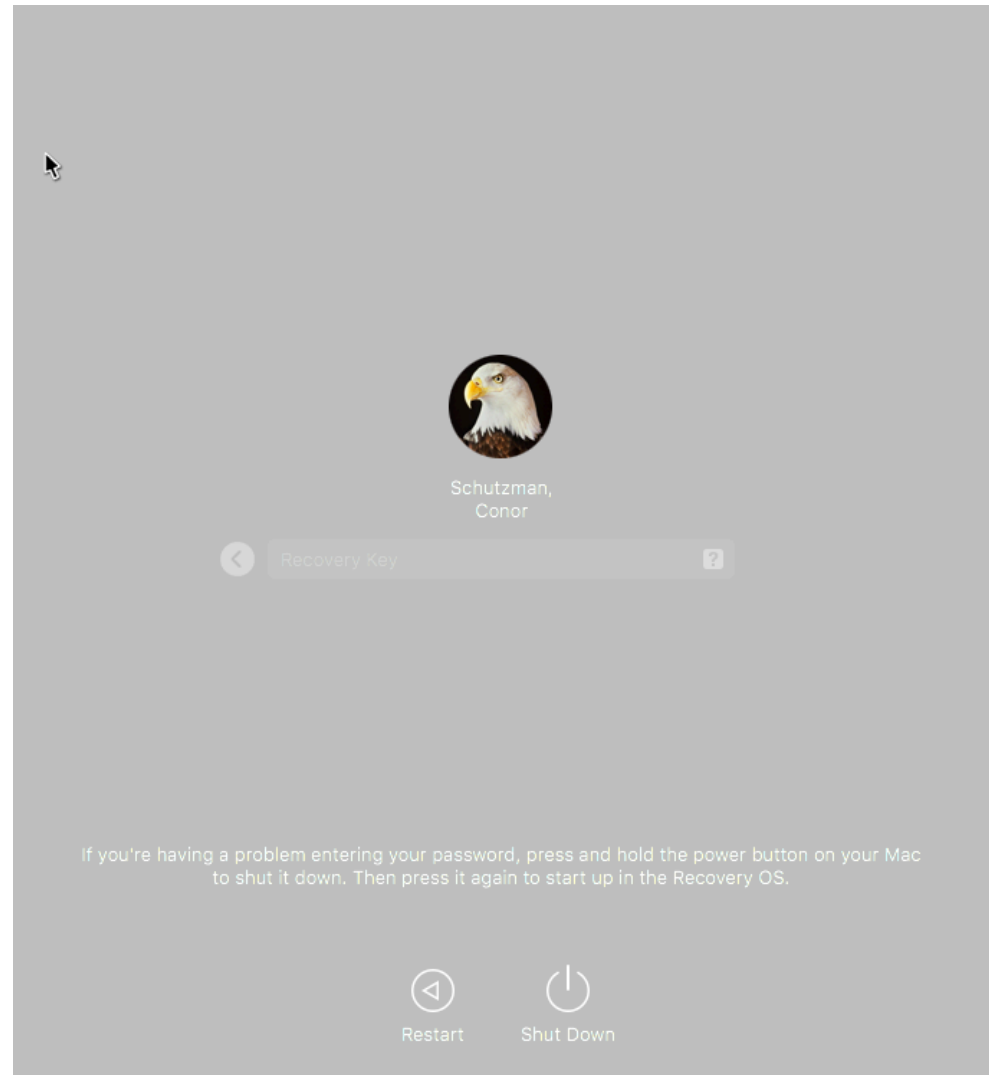 Schutzman,
Conor
Recovery Key ?
If you're having a problem entering your password, press and hold the power button on your Mac
to shut it down. Then press it again to start up in the Recovery OS.
Restart Shut Down